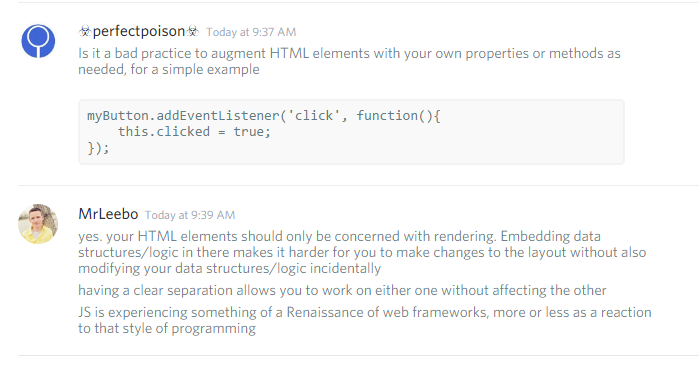 ☣perfectpoison☣ Today at 9:37 AM
Is it a bad practice to augment HTML elements with your own properties or methods as
needed, for a simple example
myButton.addEventListener('click', function(){
    this.clicked = true;
});
MrLeebo Today at 9:39 AM
yes. your HTML elements should only be concerned with rendering. Embedding data
structures/logic in there makes it harder for you to make changes to the layout without also
modifying your data structures/logic incidentally
having a clear separation allows you to work on either one without affecting the other
JS is experiencing something of a Renaissance of web frameworks, more or less as a reaction
to that style of programming